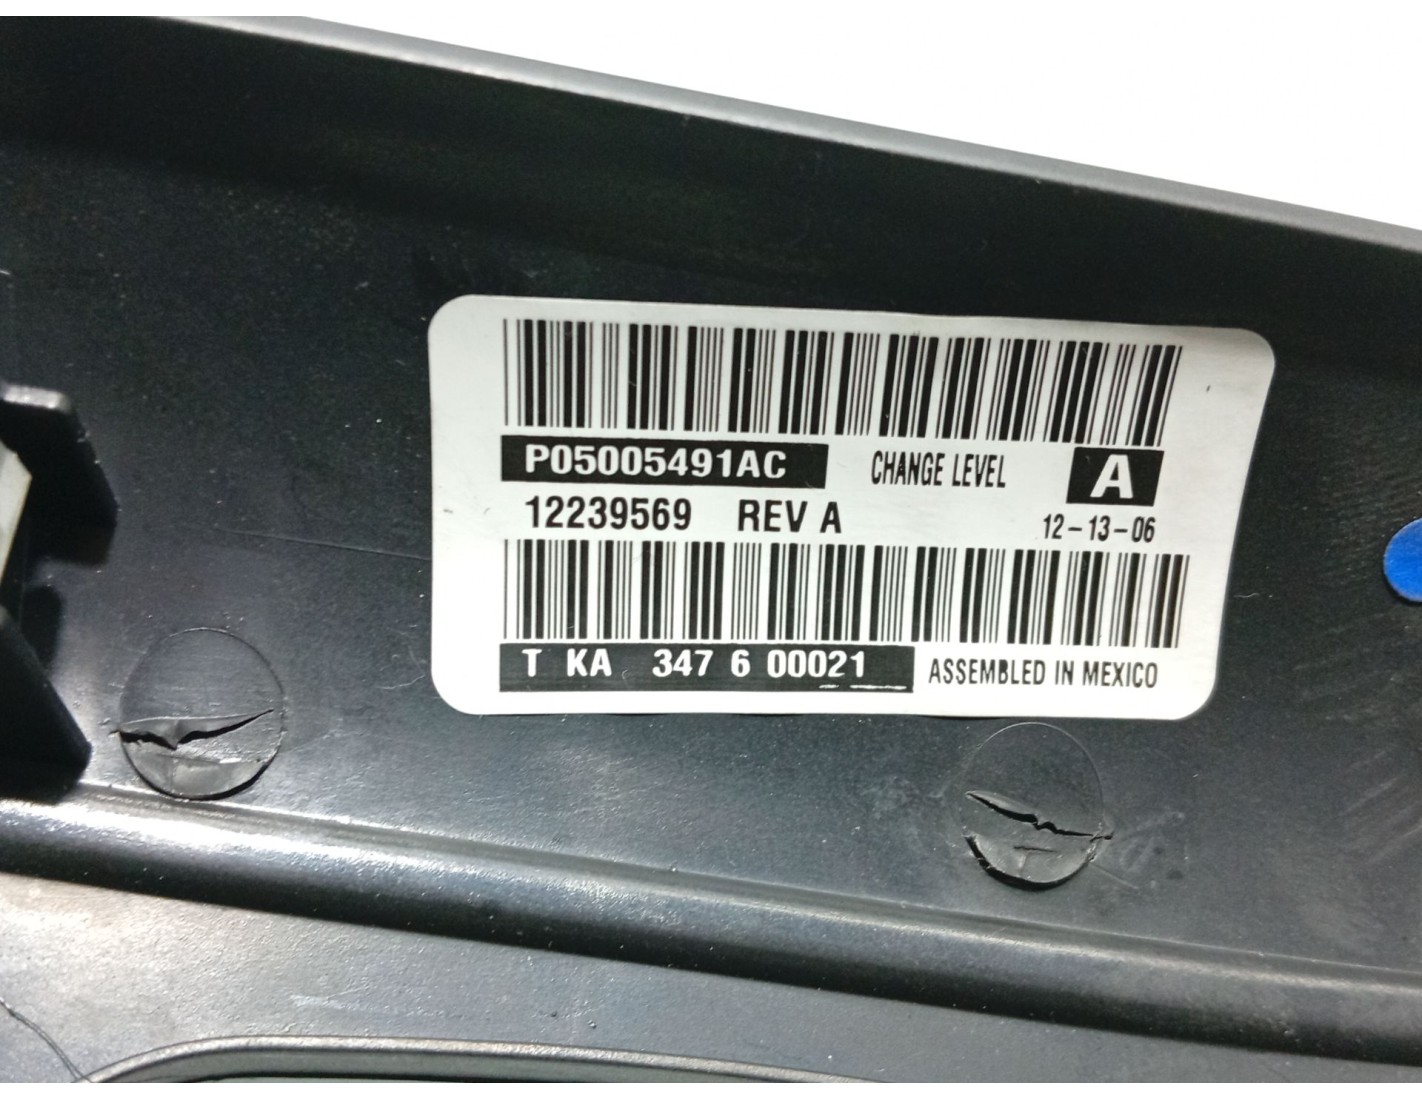 P05005491AC CHANGE LEVEL A
12239569 REV A 12-13-06
T KA 347 6 00021 ASSEMBLED IN MEXICO